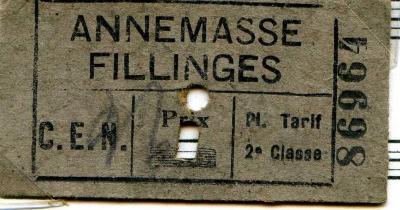 ANNEMASSE
FILLINGES
C.E.N.
Prix
Pl. Tarif
2e Classe
86964